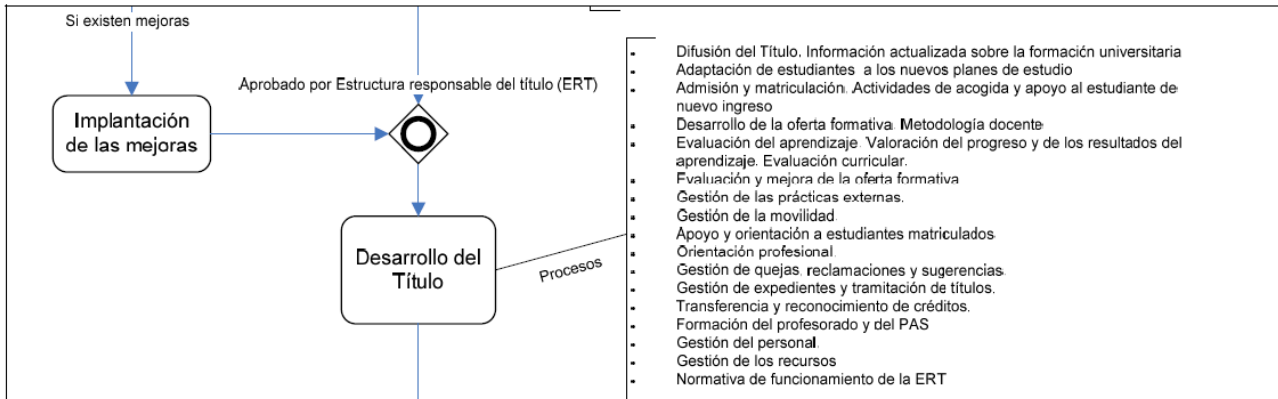 Si existen mejoras
Aprobado por Estructura responsable del título (ERT)
Implantación
de las mejoras
Desarrollo del
Título
Procesos
Difusión del Título. Información actualizada sobre la formación universitaria
Adaptación de estudiantes a los nuevos planes de estudio
Admisión y matriculación. Actividades de acogida y apoyo al estudiante de
nuevo ingreso
Desarrollo de la oferta formativa. Metodología docente
Evaluación del aprendizaje. Valoración del progreso y de los resultados del
aprendizaje. Evaluación curricular.
Evaluación y mejora de la oferta formativa
Gestión de las prácticas externas.
Gestión de la movilidad.
Apoyo y orientación a estudiantes matriculados.
Orientación profesional.
Gestión de quejas, reclamaciones y sugerencias.
Gestión de expedientes y tramitación de títulos.
Transferencia y reconocimiento de créditos.
Formación del profesorado y del PAS
Gestión del personal.
Gestión de los recursos
Normativa de funcionamiento de la ERT